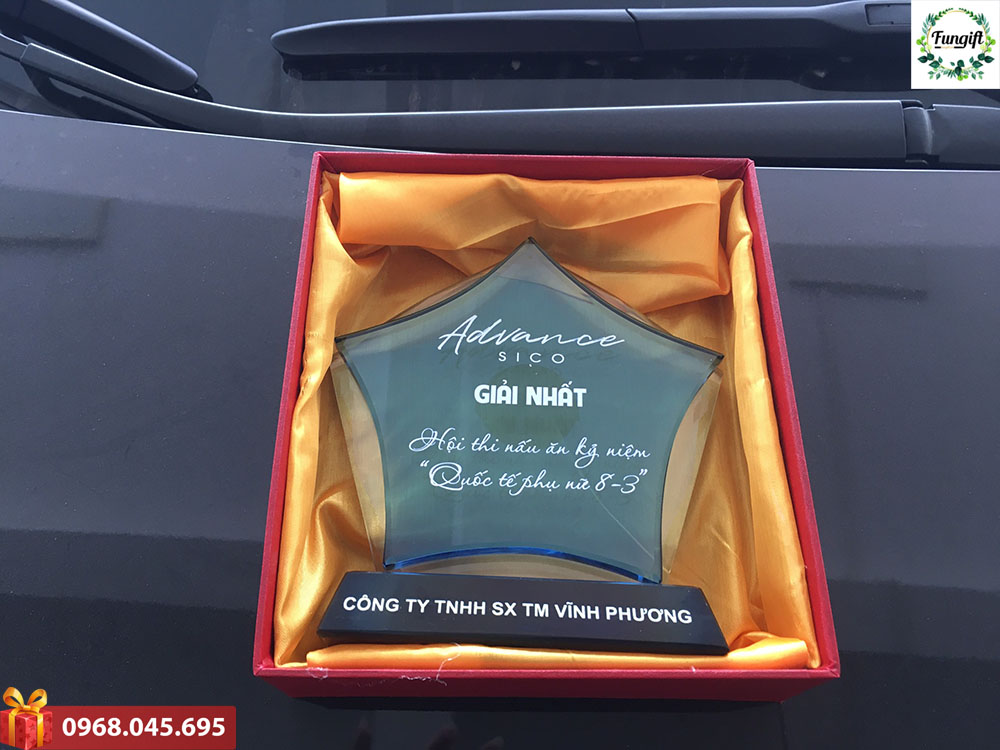 Fungift
Advance
SICO
GIẢI NHẤT
Hội thi nấu ăn kỷ niệm
“Quốc tế phụ nữ 8-3”
CÔNG TY TNHH SX TM VĨNH PHƯƠNG
0968.045.695